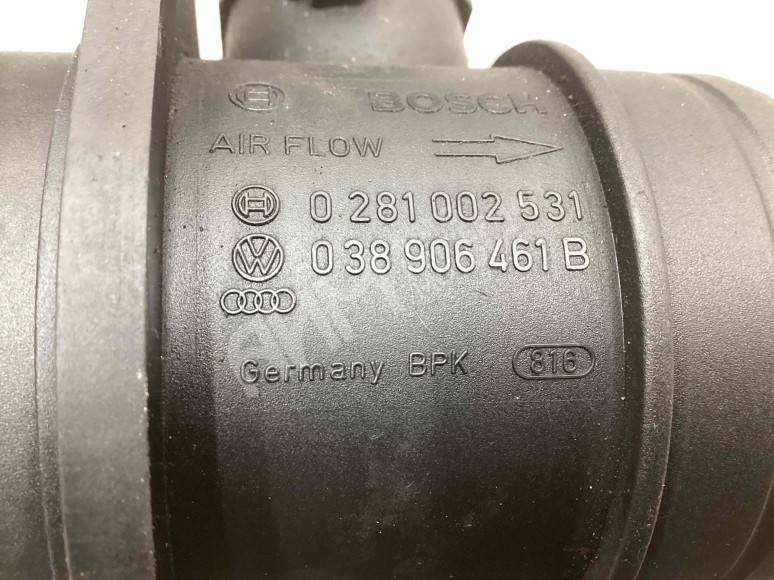 BOSCH
AIR FLOW
0 281 002 531
038 906 461 B
Germany BPK 816